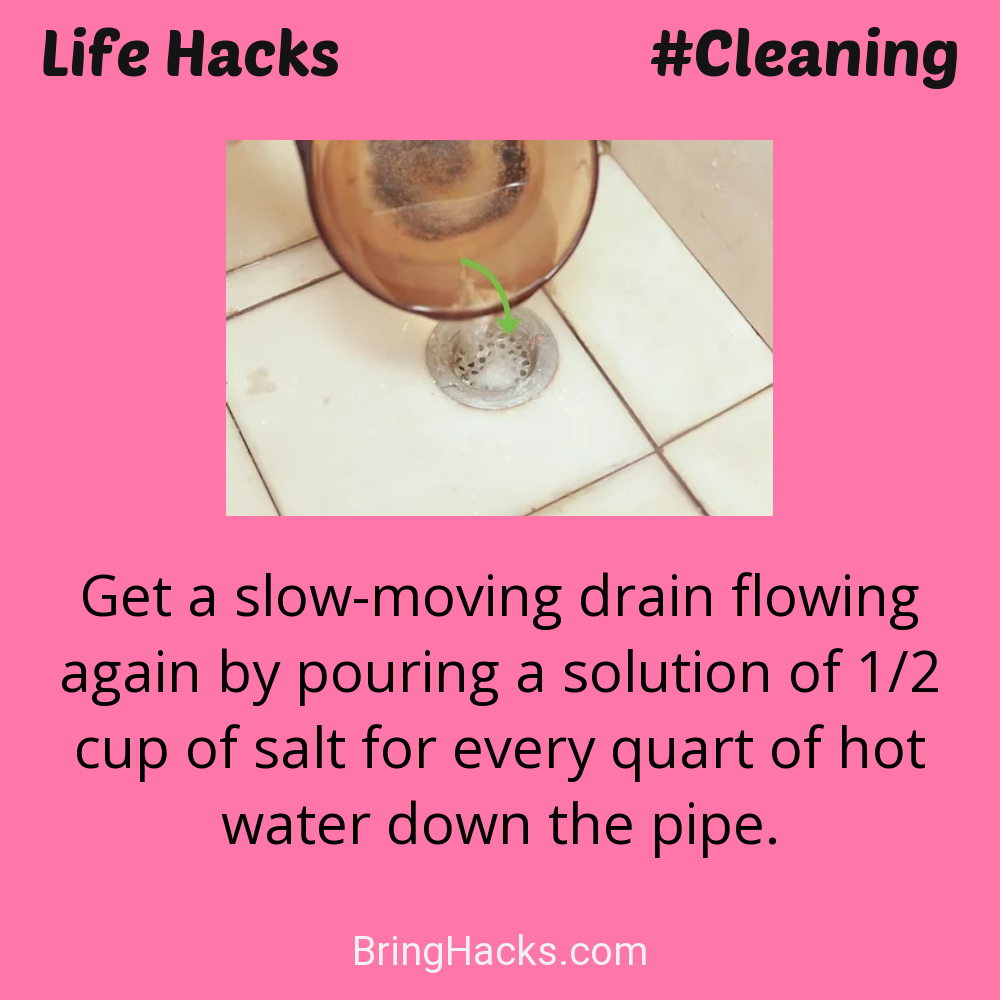 Life Hacks
#Cleaning
Get a slow-moving drain flowing
again by pouring a solution of 1/2
cup of salt for every quart of hot
water down the pipe.
BringHacks.com